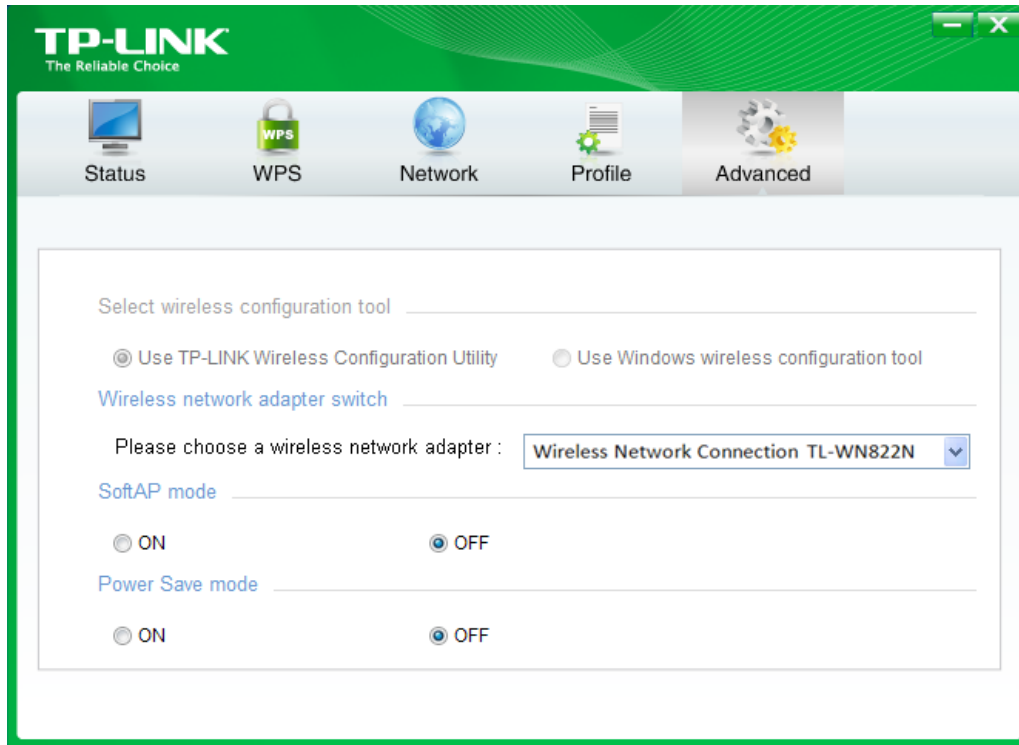 TP-LINK
The Reliable Choice
Status
WPS
WPS
Network
Profile
Advanced
Select wireless configuration tool
Use TP-LINK Wireless Configuration Utility
Use Windows wireless configuration tool
Wireless network adapter switch
Please choose a wireless network adapter :
Wireless Network Connection TL-WN822N
SoftAP mode
ON
OFF
Power Save mode
ON
OFF